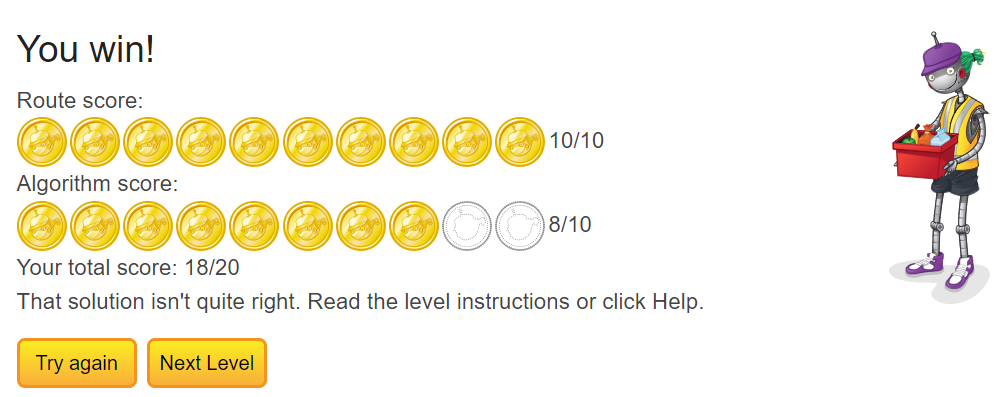 You win!
Route score:
10/10
Algorithm score:
8/10
Your total score: 18/20
That solution isn't quite right. Read the level instructions or click Help.
Try again
Next Level